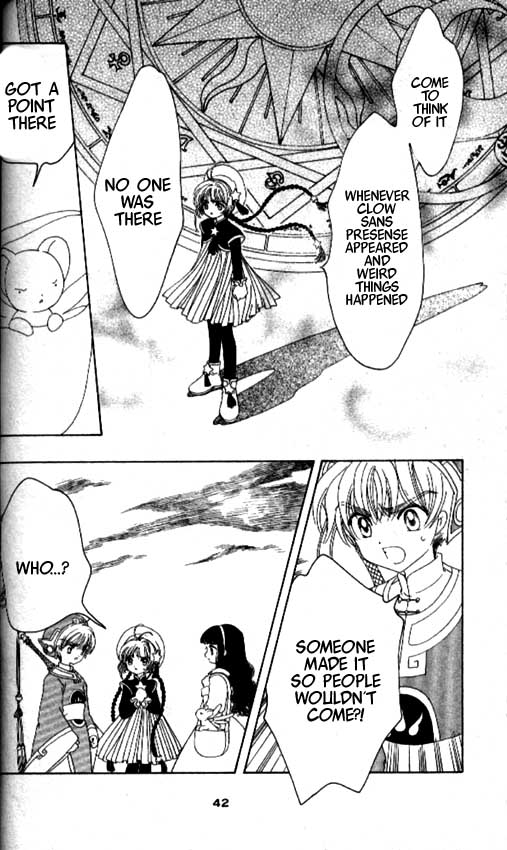 COME
TO
THINK
OF IT
WHENEVER
CLOW
SANS
PRESENSE
APPEARED
AND
WEIRD
THINGS
HAPPENED
NO ONE
WAS
THERE
GOT A
POINT
THERE
SOMEONE
MADE IT
SO PEOPLE
WOULDN'T
COME?!
WHO...?
42